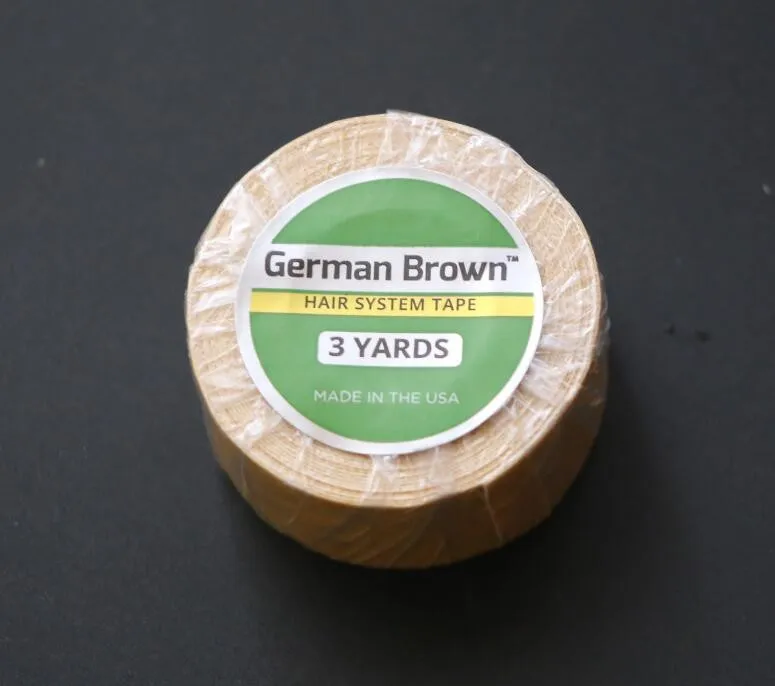 German Brown™
HAIR SYSTEM TAPE
3 YARDS
MADE IN THE USA